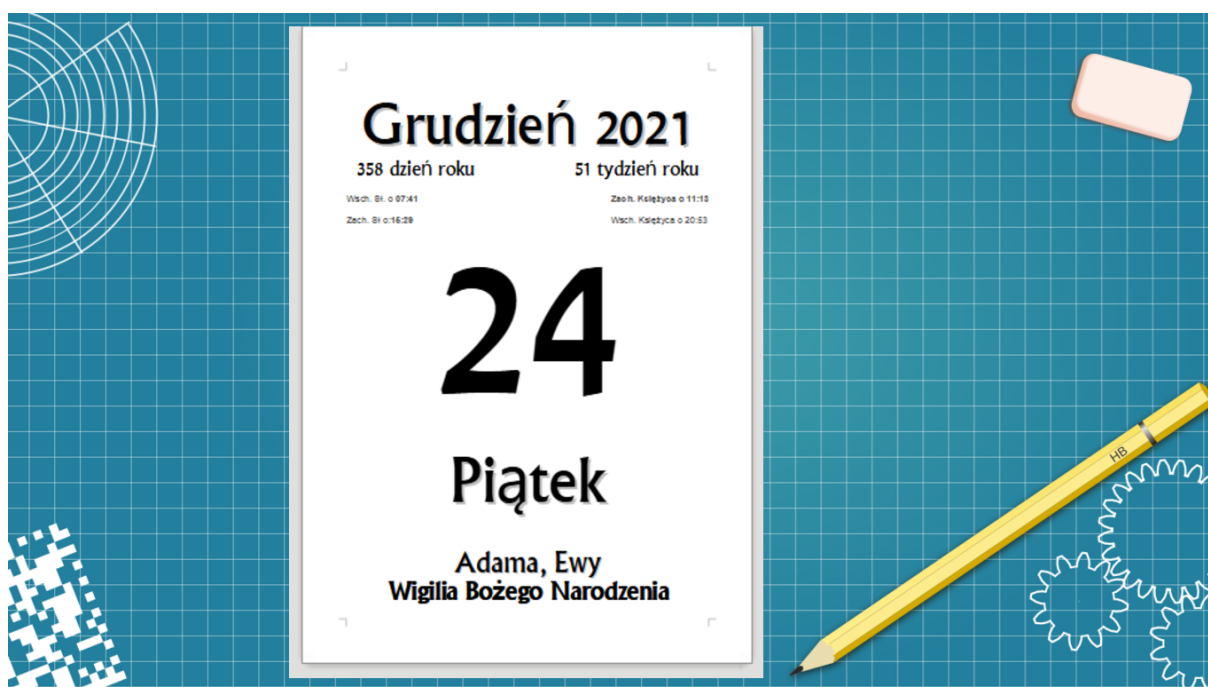 Grudzień 2021
358 dzień roku 51 tydzień roku
Wsch. Sł. o 07:41 Zach. Księżyca o 11:13
Zach. Sł o:15:29 Wsch. Księżyca o 20:53
24
Piątek
Adama, Ewy
Wigilia Bożego Narodzenia
HB